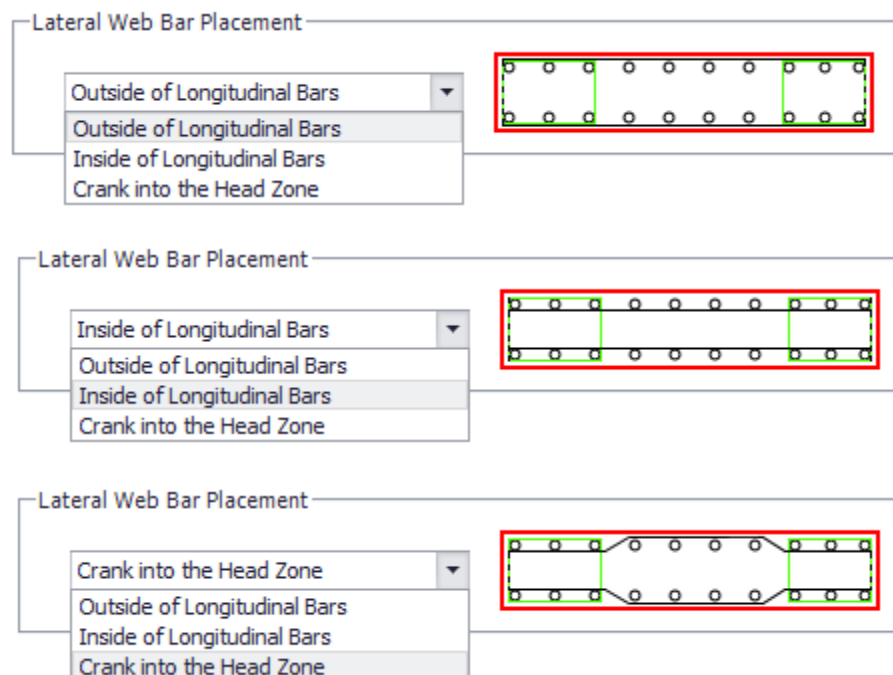 Lateral Web Bar Placement
Outside of Longitudinal Bars
Outside of Longitudinal Bars
Inside of Longitudinal Bars
Crank into the Head Zone
Lateral Web Bar Placement
Inside of Longitudinal Bars
Outside of Longitudinal Bars
Inside of Longitudinal Bars
Crank into the Head Zone
Lateral Web Bar Placement
Crank into the Head Zone
Outside of Longitudinal Bars
Inside of Longitudinal Bars
Crank into the Head Zone